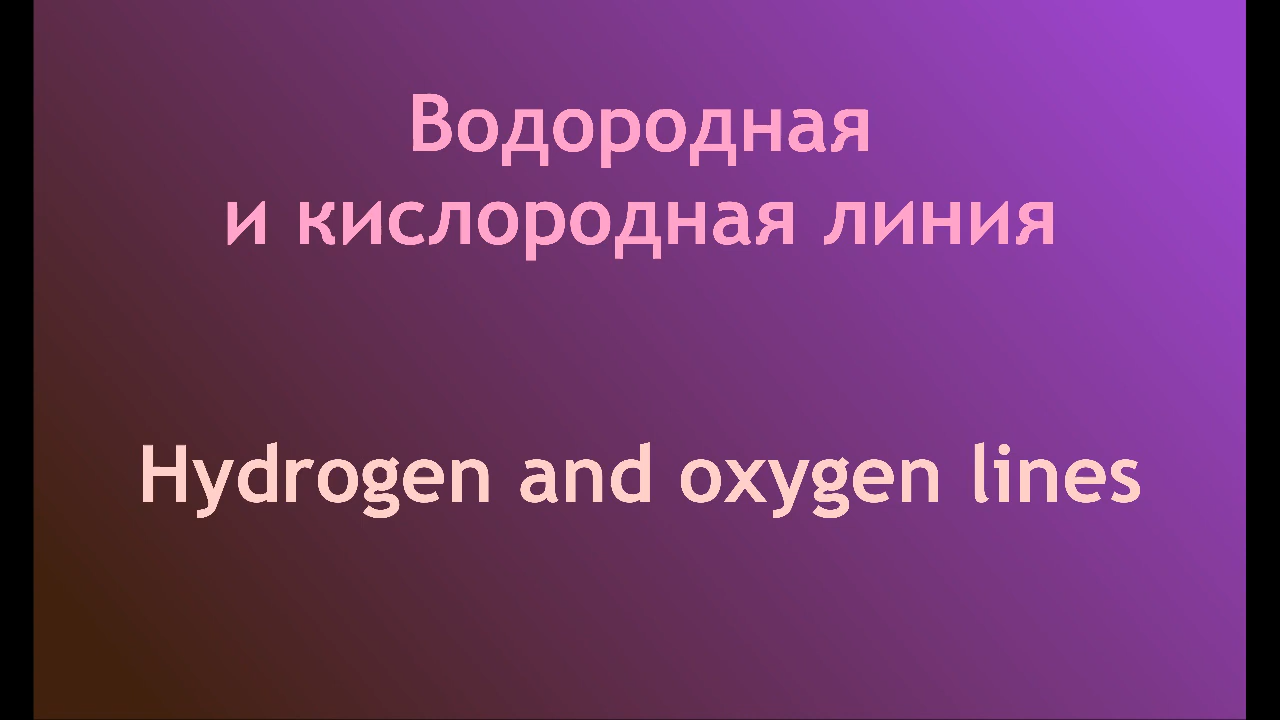 Водородная
и кислородная линия
Hydrogen and oxygen lines